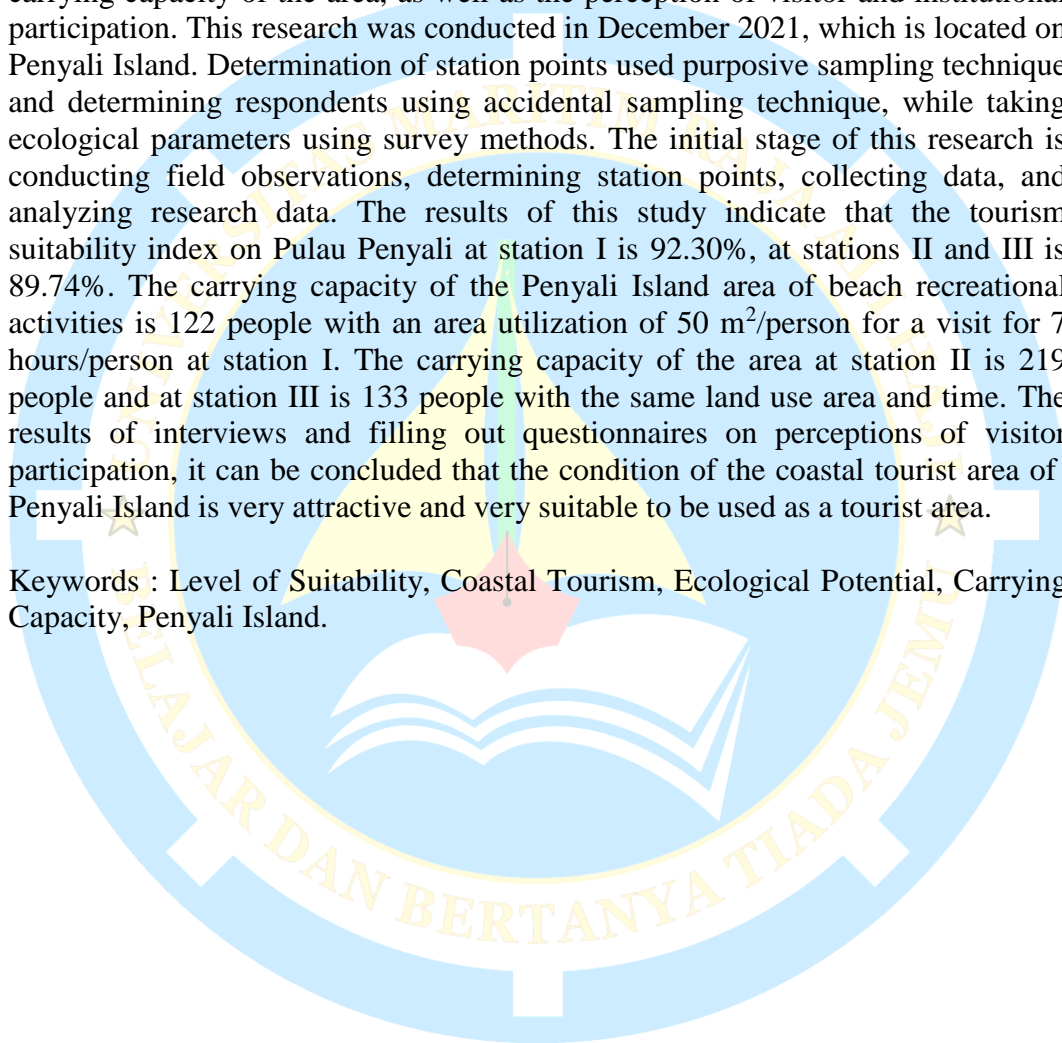 carrying capacity of the area, as well as the perception of visitor and institutional
participation. This research was conducted in December 2021, which is located on
Penyali Island. Determination of station points used purposive sampling technique
and determining respondents using accidental sampling technique, while taking
ecological parameters using survey methods. The initial stage of this research is
conducting field observations, determining station points, collecting data, and
analyzing research data. The results of this study indicate that the tourism
suitability index on Pulau Penyali at station I is 92.30%, at stations II and III is
89.74%. The carrying capacity of the Penyali Island area of beach recreational
activities is 122 people with an area utilization of 50 m²/person for a visit for 7
hours/person at station I. The carrying capacity of the area at station II is 219
people and at station III is 133 people with the same land use area and time. The
results of interviews and filling out questionnaires on perceptions of visitor
participation, it can be concluded that the condition of the coastal tourist area of
Penyali Island is very attractive and very suitable to be used as a tourist area.
Keywords : Level of Suitability, Coastal Tourism, Ecological Potential, Carrying
Capacity, Penyali Island.
UNIVERSITAS MARITIM RAJA ALI HAJI
BELAJAR DAN BERTANYA TIADA JEMU